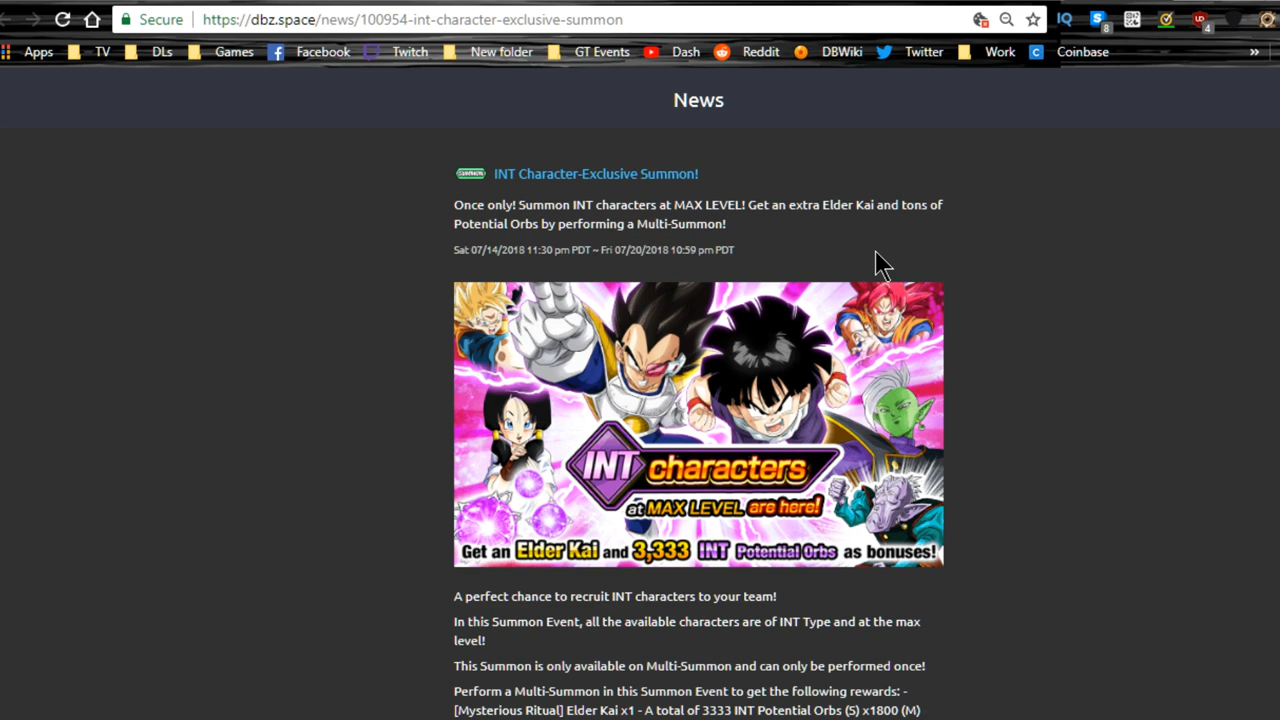 Secure
https://dbz.space/news/100954-int-character-exclusive-summon
IQ
S
8
UD
4
Apps
TV
DLs
Games
Facebook
Twitch
New folder
GT Events
Dash
Reddit
DBWiki
Twitter
Work
C
Coinbase
»
News
SUMMON
INT Character-Exclusive Summon!
Once only! Summon INT characters at MAX LEVEL! Get an extra Elder Kai and tons of
Potential Orbs by performing a Multi-Summon!
Sat 07/14/2018 11:30 pm PDT ~ Fri 07/20/2018 10:59 pm PDT
INT characters
at MAX LEVEL are here!
Get an Elder Kai and 3,333 INT Potential Orbs as bonuses!
A perfect chance to recruit INT characters to your team!
In this Summon Event, all the available characters are of INT Type and at the max
level!
This Summon is only available on Multi-Summon and can only be performed once!
Perform a Multi-Summon in this Summon Event to get the following rewards: -
[Mysterious Ritual] Elder Kai x1 - A total of 3333 INT Potential Orbs (S) x1800 (M)